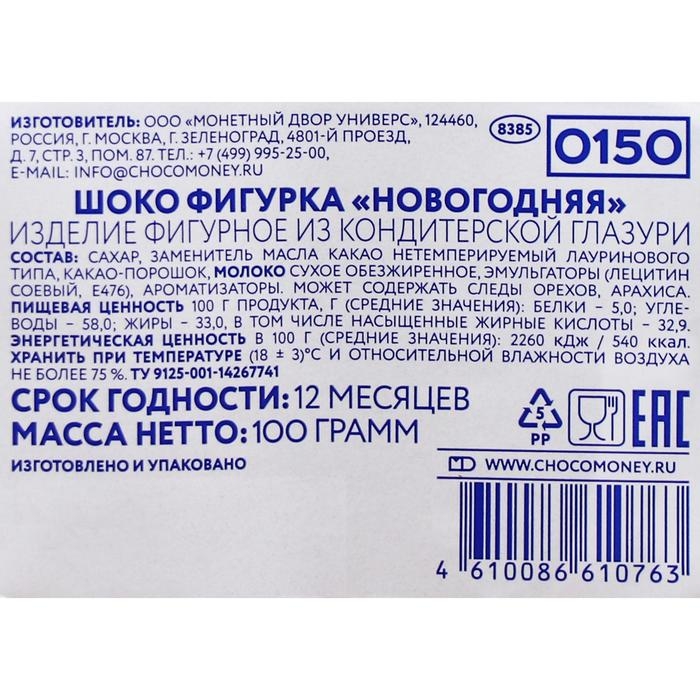 ИЗГОТОВИТЕЛЬ: ООО «МОНЕТНЫЙ ДВОР УНИВЕРС», 124460,
РОССИЯ, Г. МОСКВА, Г. ЗЕЛЕНОГРАД, 4801-Й ПРОЕЗД,
Д. 7, СТР. 3, ПОМ. 87. ТЕЛ.: +7 (499) 995-25-00,
E-MAIL: INFO@CHOCOMONEY.RU
8385
0150
ШОКО ФИГУРКА «НОВОГОДНЯЯ»
ИЗДЕЛИЕ ФИГУРНОЕ ИЗ КОНДИТЕРСКОЙ ГЛАЗУРИ
СОСТАВ: САХАР, ЗАМЕНИТЕЛЬ МАСЛА КАКАО НЕТЕМПЕРИРУЕМЫЙ ЛАУРИНОВОГО
ТИПА, КАКАО-ПОРОШОК, МОЛОКО СУХОЕ ОБЕЗЖИРЕННОЕ, ЭМУЛЬГАТОРЫ (ЛЕЦИТИН
СОЕВЫЙ, Е476), АРОМАТИЗАТОРЫ. МОЖЕТ СОДЕРЖАТЬ СЛЕДЫ ОРЕХОВ, АРАХИСА.
ПИЩЕВАЯ ЦЕННОСТЬ 100 Г ПРОДУКТА, Г (СРЕДНИЕ ЗНАЧЕНИЯ): БЕЛКИ – 5,0; УГЛЕ-
ВОДЫ – 58,0; ЖИРЫ – 33,0, В ТОМ ЧИСЛЕ НАСЫЩЕННЫЕ ЖИРНЫЕ КИСЛОТЫ – 32,9.
ЭНЕРГЕТИЧЕСКАЯ ЦЕННОСТЬ В 100 Г (СРЕДНИЕ ЗНАЧЕНИЯ): 2260 КДЖ / 540 ККАЛ.
ХРАНИТЬ ПРИ ТЕМПЕРАТУРЕ (18 ± 3)°С И ОТНОСИТЕЛЬНОЙ ВЛАЖНОСТИ ВОЗДУХА
НЕ БОЛЕЕ 75 %. ТУ 9125-001-14267741
СРОК ГОДНОСТИ: 12 МЕСЯЦЕВ
МАССА НЕТТО: 100 ГРАММ
5
PP
EAC
ИЗГОТОВЛЕНО И УПАКОВАНО
WWW.CHOCOMONEY.RU
4 610086 610763